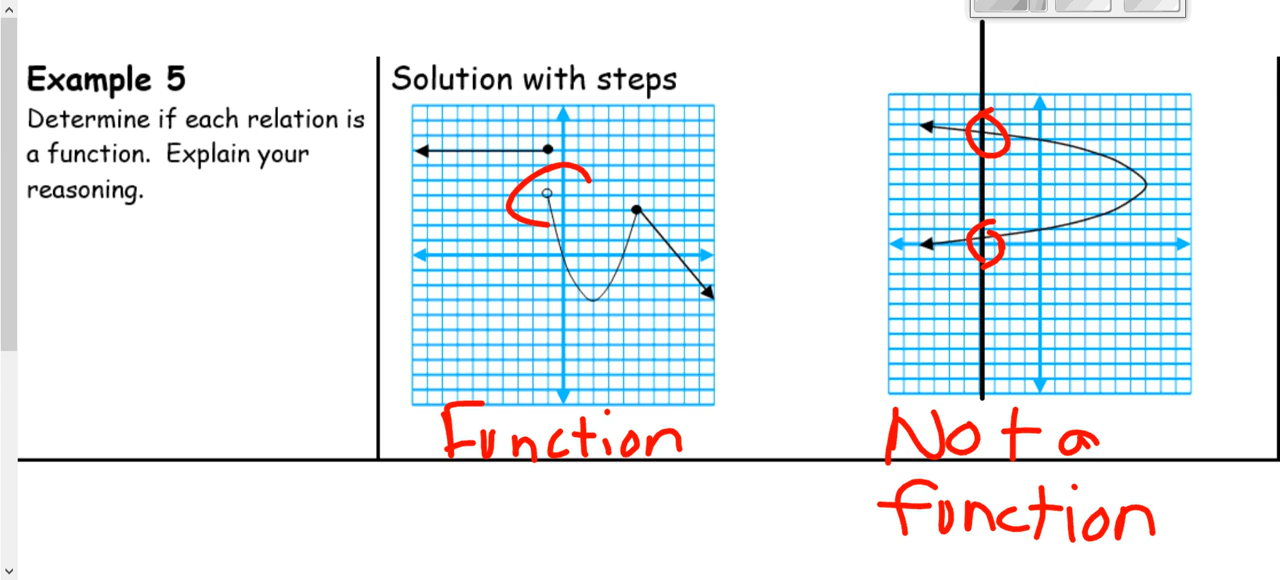 Example 5
Determine if each relation is
a function. Explain your
reasoning.
Solution with steps
Function
Not a
function